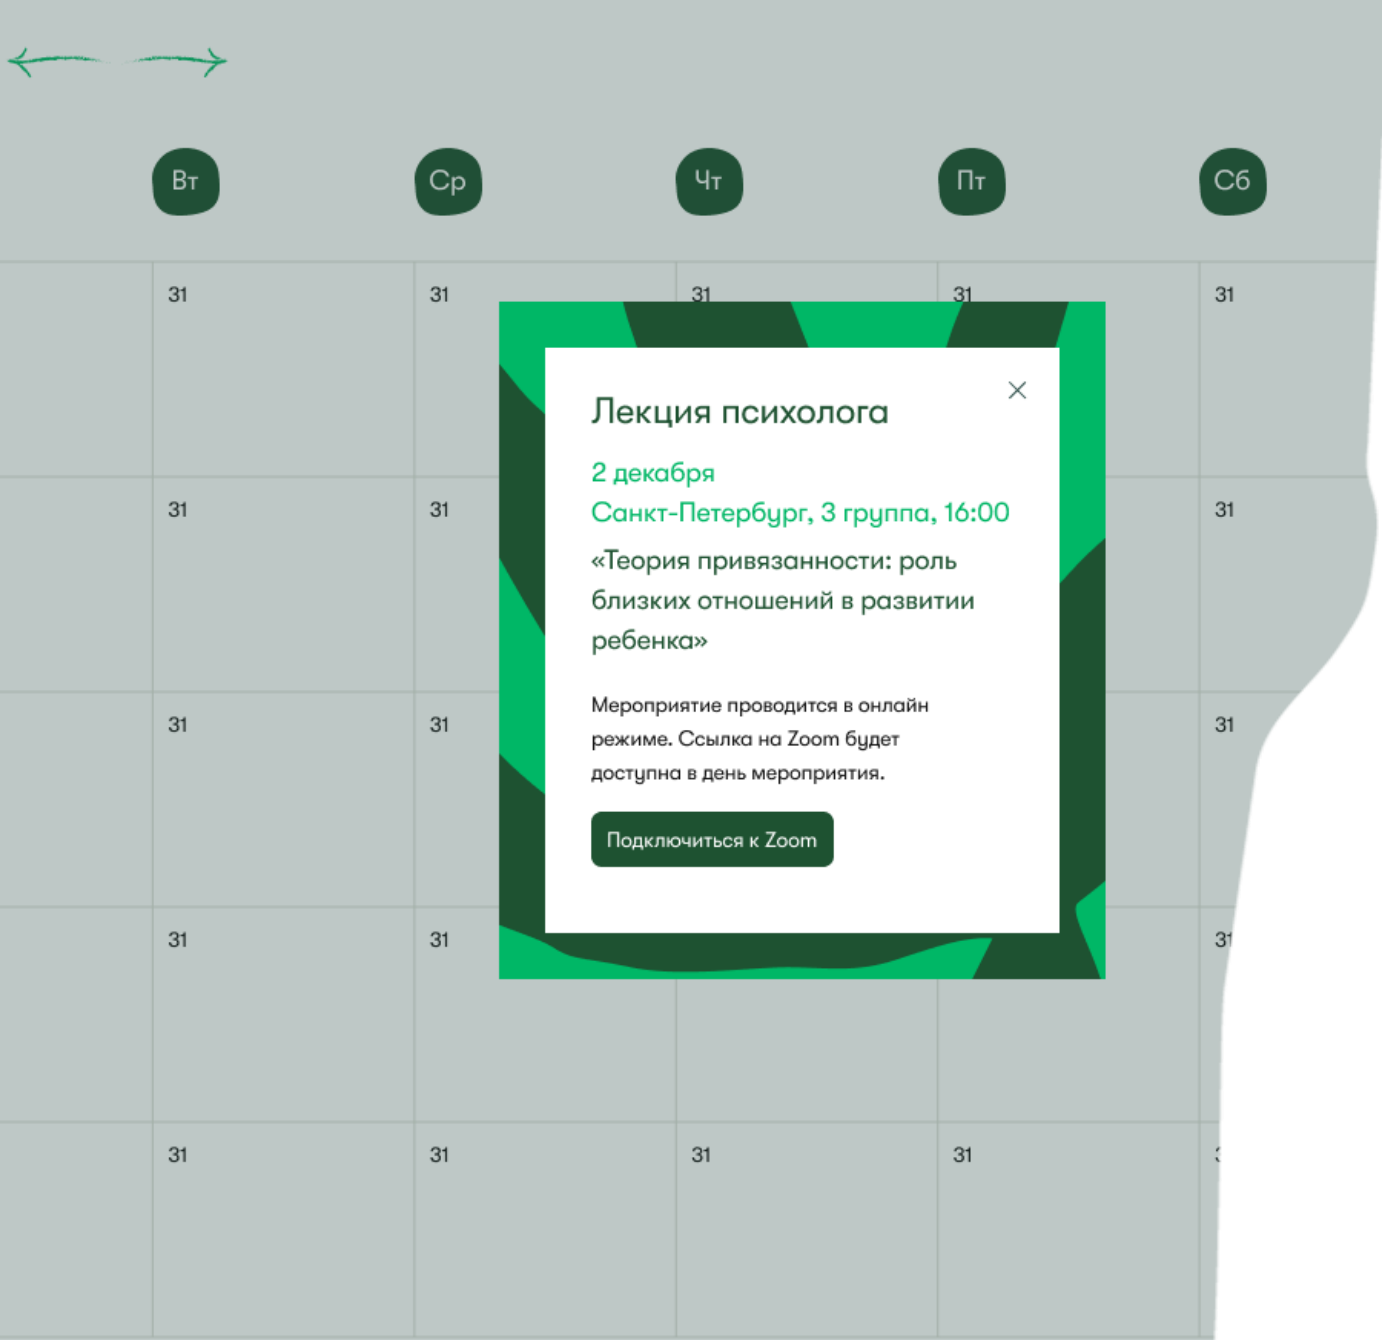 Вт
Ср
Чт
Пт
Сб
31
31
31
31
31
Лекция психолога
2 декабря
Санкт-Петербург, 3 группа, 16:00
«Теория привязанности: роль
близких отношений в развитии
ребенка»
Мероприятие проводится в онлайн
режиме. Ссылка на Zoom будет
доступна в день мероприятия.
Подключиться к Zoom
31
31
31
31
31
31
31
31
31
31
31
31
31